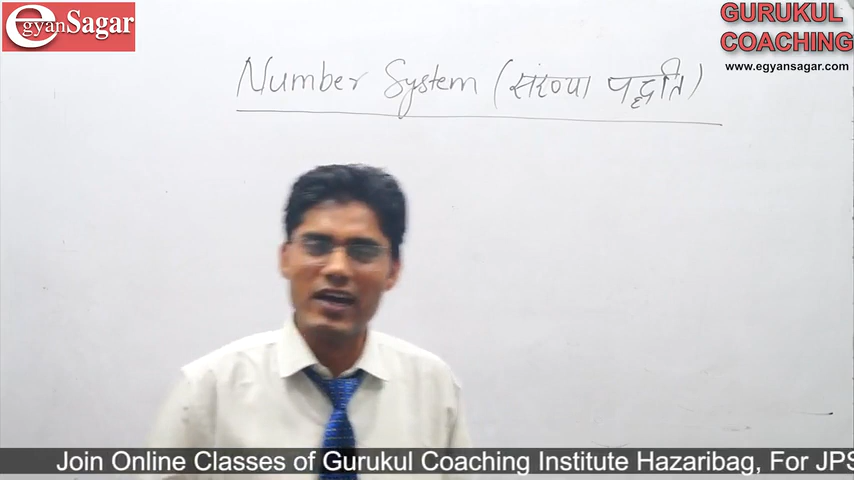 egyanSagar
GURUKUL
COACHING
www.egyansagar.com
Number System (संख्या पद्धति)
Join Online Classes of Gurukul Coaching Institute Hazaribag, For JPS